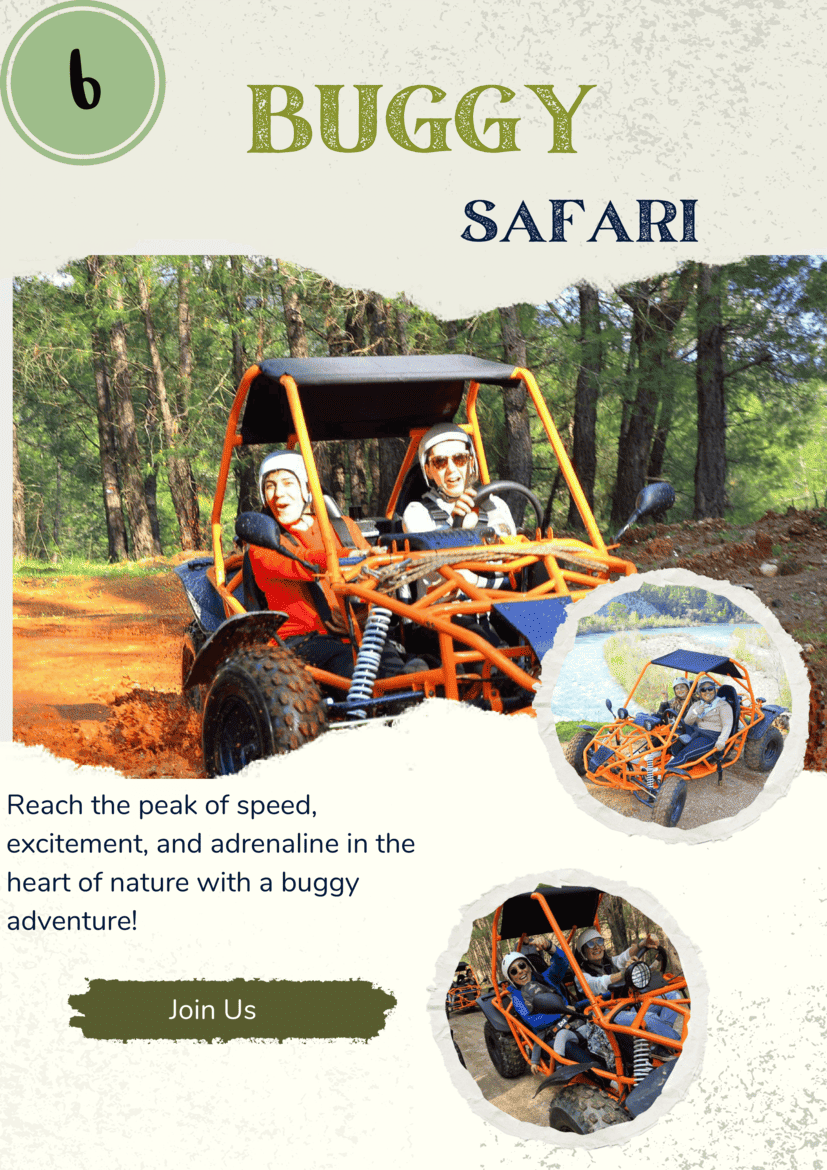 6
BUGGY
SAFARI
Reach the peak of speed,
excitement, and adrenaline in the
heart of nature with a buggy
adventure!
Join Us